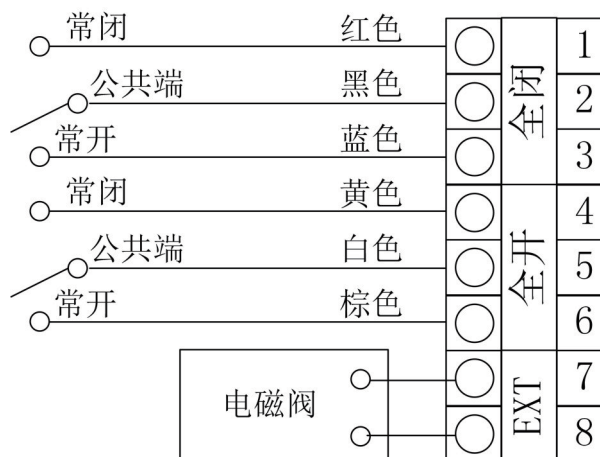 常闭 红色 1
公共端 黑色 全闭 2
常开 蓝色 3
常闭 黄色 4
公共端 白色 全开 5
常开 棕色 6
电磁阀 EXT 7
8